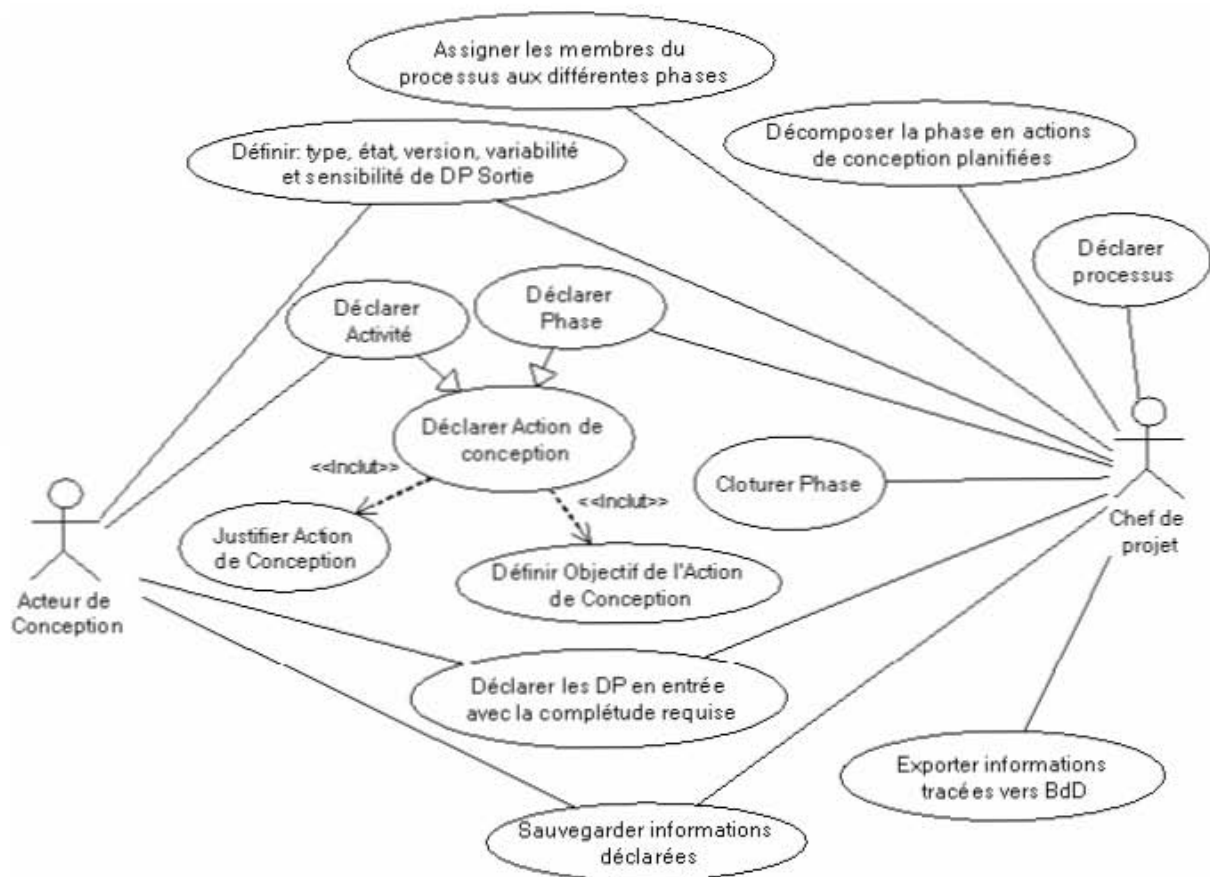 Assigner les membres du
processus aux différentes phases
Décomposer la phase en actions
de conception planifiées
Définir: type, état, version, variabilité
et sensibilité de DP Sortie
Déclarer
processus
Déclarer
Activité
Déclarer
Phase
Déclarer Action de
conception
<<Inclut>>
<<Inclut>>
Cloturer Phase
Justifier Action
de Conception
Définir Objectif de l'Action
de Conception
Chef de
projet
Acteur de
Conception
Déclarer les DP en entrée
avec la complétude requise
Exporter informations
tracées vers BdD
Sauvegarder informations
déclarées